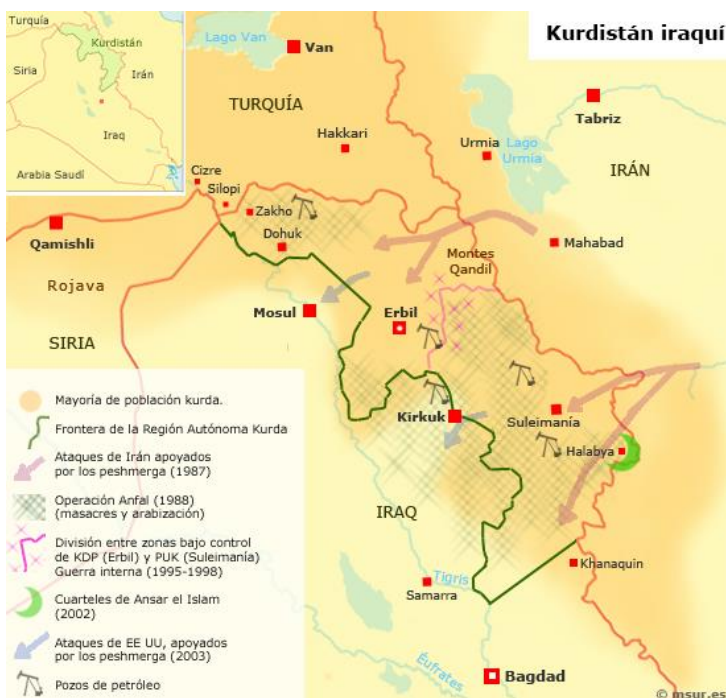 Kurdistán iraquí
Turquía
Kurdistán
Siria
Irán
Iraq
Arabia Saudí
Lago Van
Van
TURQUÍA
Tabriz
Hakkari
Urmia
Lago
Urmía
IRÁN
Cizre
Silopi
Zakho
Dohuk
Qamishli
Mahabad
Montes
Qandil
Rojava
Mosul
Erbil
SIRIA
Suleimanía
Kirkuk
Halabya
IRAQ
Khanaquin
Tigris
Samarra
Éufrates
Bagdad
Mayoría de población kurda.
Frontera de la Región Autónoma Kurda
Ataques de Irán apoyados
por los peshmerga (1987)
Operación Anfal (1988)
(masacres y arabización)
División entre zonas bajo control
de KDP (Erbil) y PUK (Suleimanía)
Guerra interna (1995-1998)
Cuarteles de Ansar el Islam
(2002)
Ataques de EE UU, apoyados
por los peshmerga (2003)
Pozos de petróleo
© msur.es